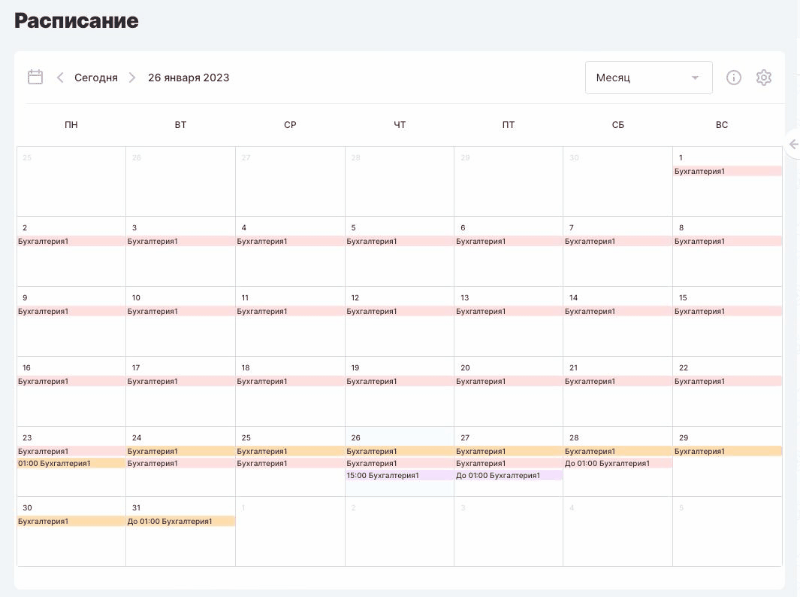 Расписание
Сегодня 26 января 2023 Месяц
ПН ВТ СР ЧТ ПТ СБ ВС
25 26 27 28 29 30 1
Бухгалтерия1
2 3 4 5 6 7 8
Бухгалтерия1 Бухгалтерия1 Бухгалтерия1 Бухгалтерия1 Бухгалтерия1 Бухгалтерия1 Бухгалтерия1
9 10 11 12 13 14 15
Бухгалтерия1 Бухгалтерия1 Бухгалтерия1 Бухгалтерия1 Бухгалтерия1 Бухгалтерия1 Бухгалтерия1
16 17 18 19 20 21 22
Бухгалтерия1 Бухгалтерия1 Бухгалтерия1 Бухгалтерия1 Бухгалтерия1 Бухгалтерия1 Бухгалтерия1
23 24 25 26 27 28 29
Бухгалтерия1 Бухгалтерия1 Бухгалтерия1 Бухгалтерия1 Бухгалтерия1 Бухгалтерия1 Бухгалтерия1
01:00 Бухгалтерия1 Бухгалтерия1 Бухгалтерия1 Бухгалтерия1 Бухгалтерия1 До 01:00 Бухгалтерия1
15:00 Бухгалтерия1 До 01:00 Бухгалтерия1
30 31 1 2 3 4 5
Бухгалтерия1 До 01:00 Бухгалтерия1